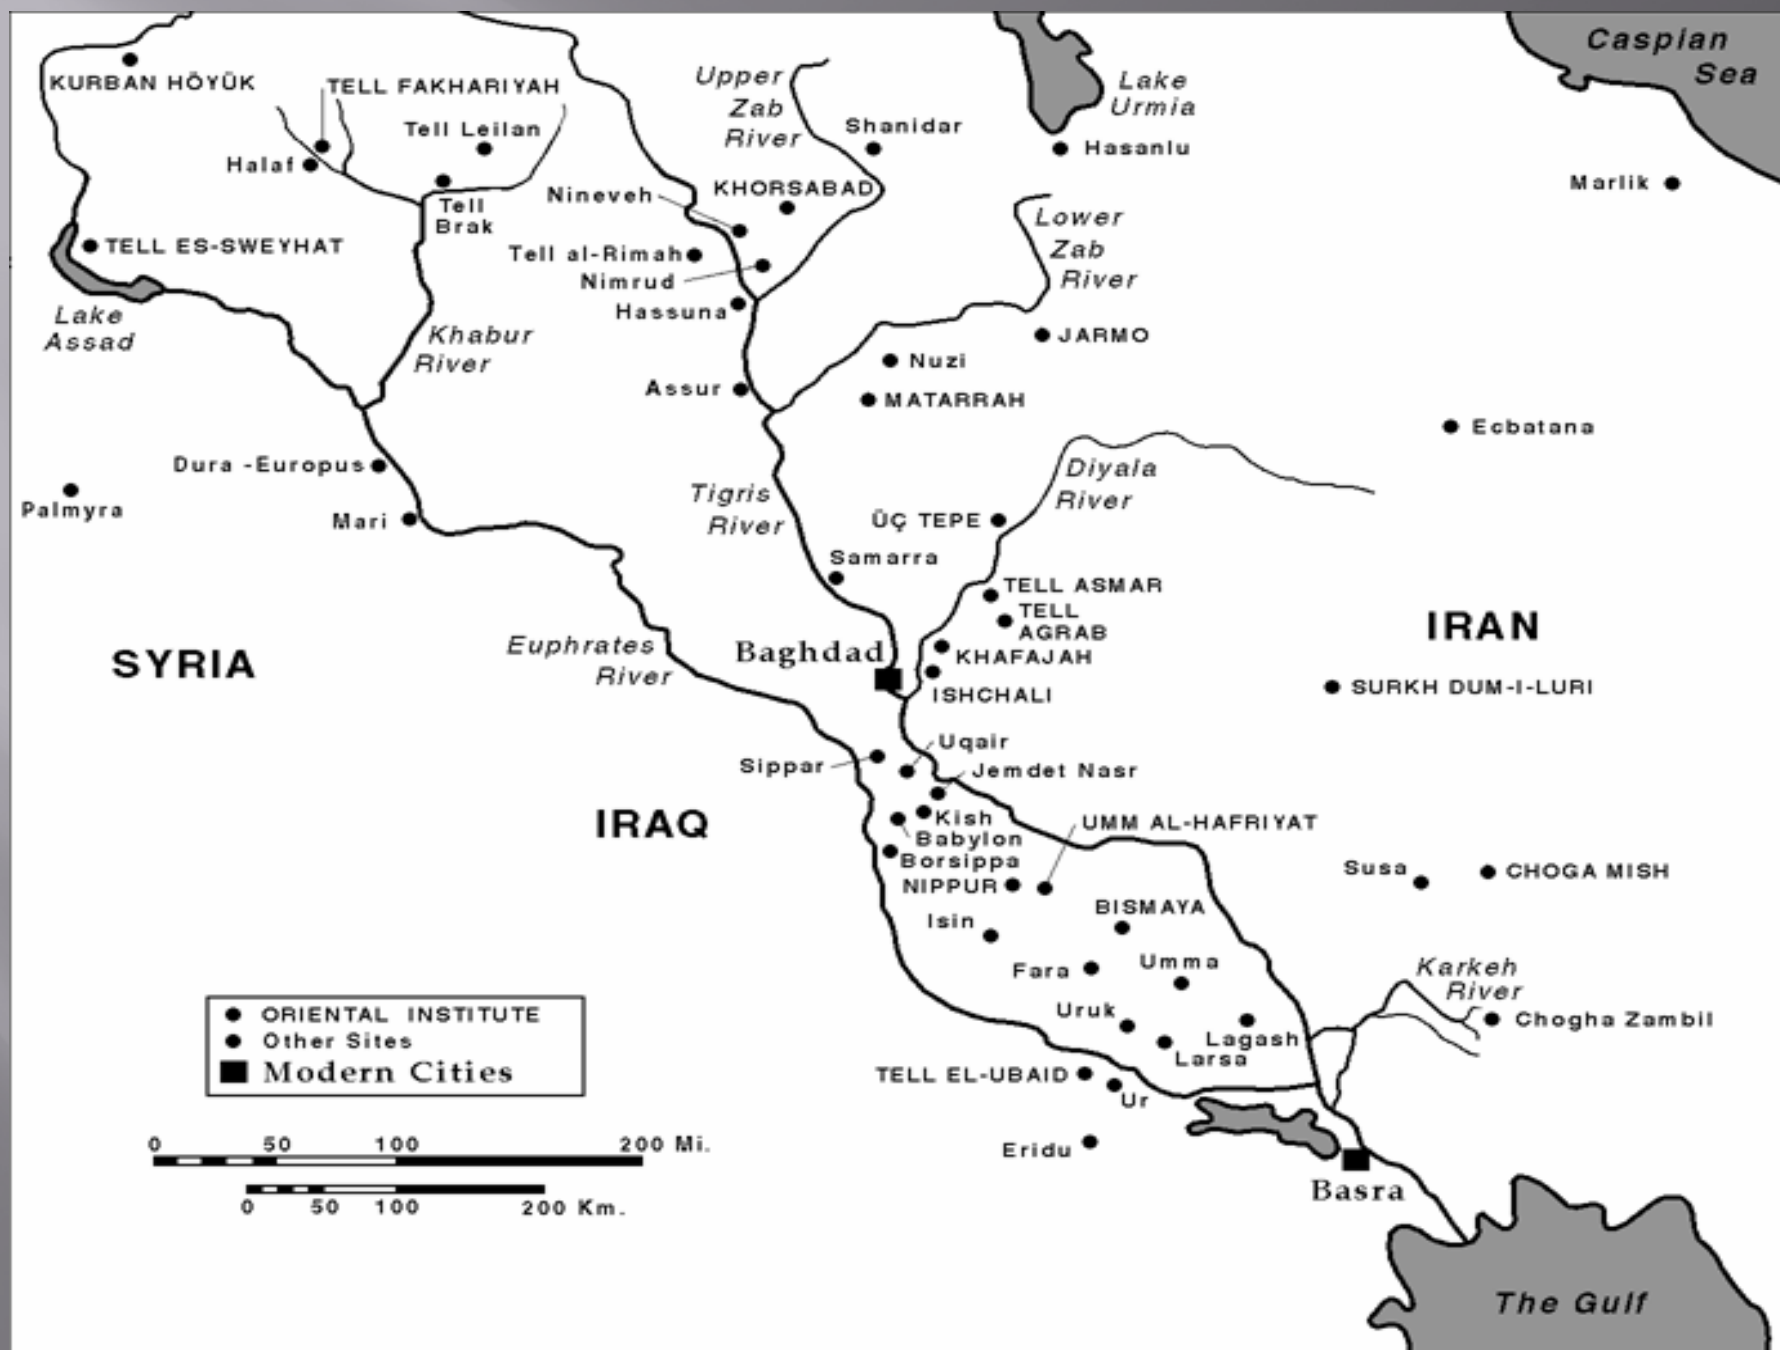 Caspian
Sea
KURBAN HÖYÜK
TELL FAKHARIYAH
Upper
Zab
River
Lake
Urmia
Tell Leilan
Shanidar
Hasanlu
Halaf
Marlik
KHORSABAD
Nineveh
Tell
Brak
Lower
Zab
River
TELL ES-SWEYHAT
Tell al-Rimah
Nimrud
Hassuna
Lake
Assad
Khabur
River
JARMO
Nuzi
Assur
MATARRAH
Ecbatana
Dura -Europus
Diyala
River
Palmyra
Mari
Tigris
River
ÜÇ TEPE
Samarra
TELL ASMAR
TELL
AGRAB
IRAN
SYRIA
Euphrates
River
Baghdad
KHAFAJAH
ISHCHALI
SURKH DUM-I-LURI
Uqair
Sippar
Jemdet Nasr
IRAQ
Kish
UMM AL-HAFRIYAT
Babylon
Borsippa
Susa
CHOGA MISH
NIPPUR
BISMAYA
Isin
Fara
Umma
Karkeh
River
Uruk
Chogha Zambil
Lagash
Larsa
TELL EL-UBAID
Ur
Eridu
Basra
The Gulf
ORIENTAL INSTITUTE
Other Sites
Modern Cities
0 50 100 200 Mi.
0 50 100 200 Km.